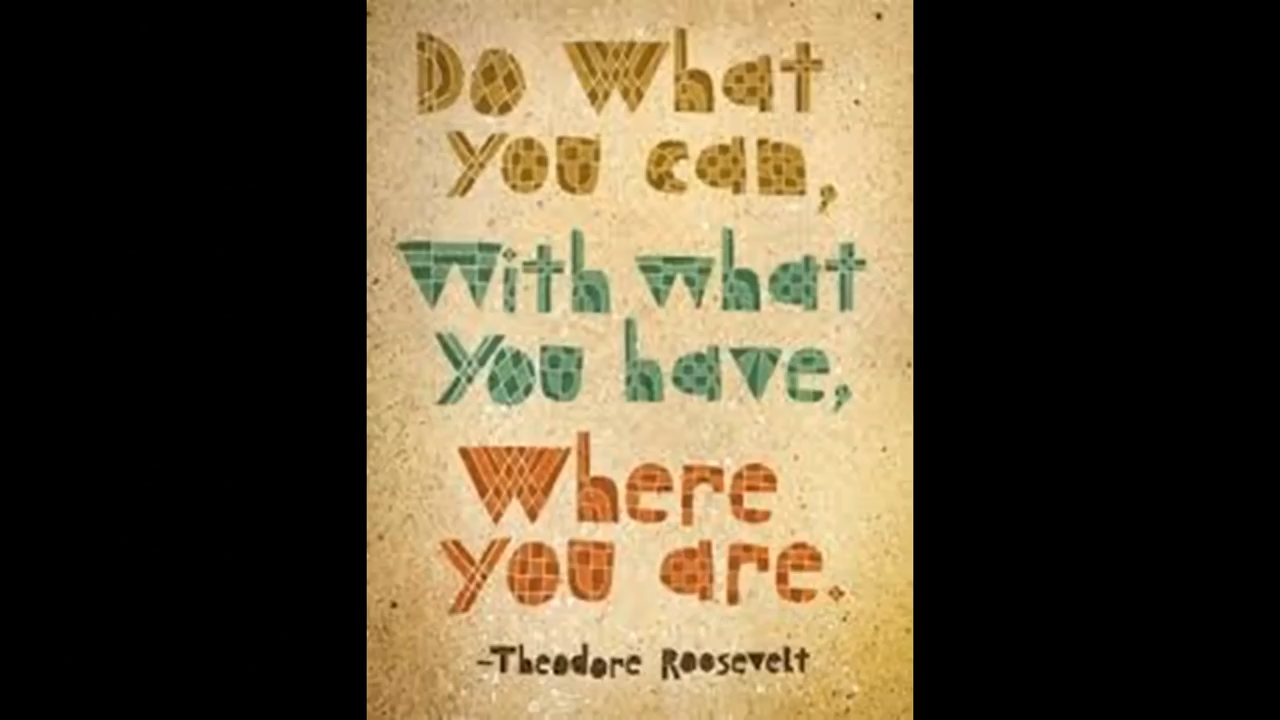 Do What
you can,
With what
you have,
Where
you are.
-Theodore Roosevelt